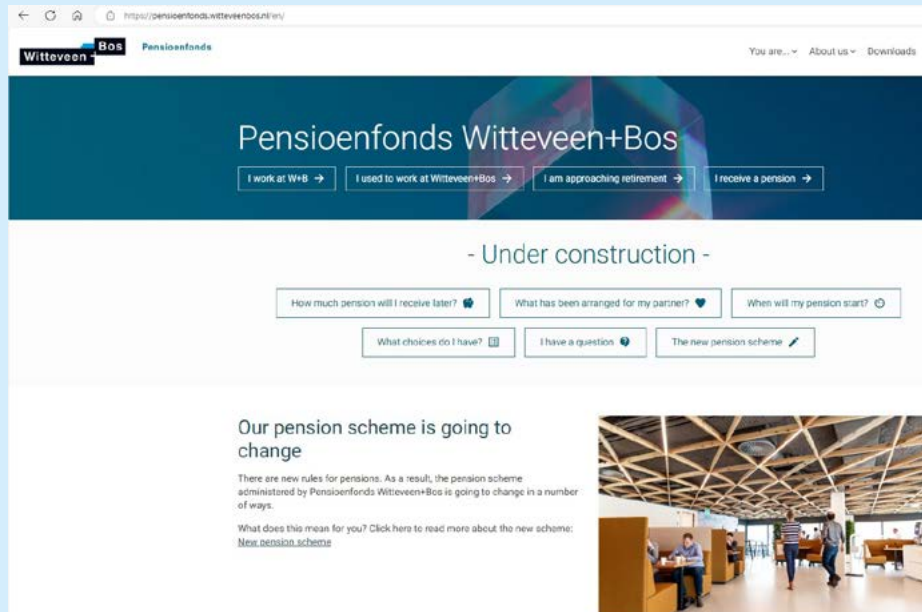 https://pensioenfonds.witteveenbos.nl/en/
Witteveen + Bos
Pensioenfonds
You are... About us Downloads
Pensioenfonds Witteveen+Bos
I work at W+B → I used to work at Witteveen+Bos → I am approaching retirement → I receive a pension →
- Under construction -
How much pension will I receive later? What has been arranged for my partner? When will my pension start?
What choices do I have? I have a question The new pension scheme
Our pension scheme is going to
change
There are new rules for pensions. As a result, the pension scheme
administered by Pensioenfonds Witteveen+Bos is going to change in a number
of ways.
What does this mean for you? Click here to read more about the new scheme:
New pension scheme